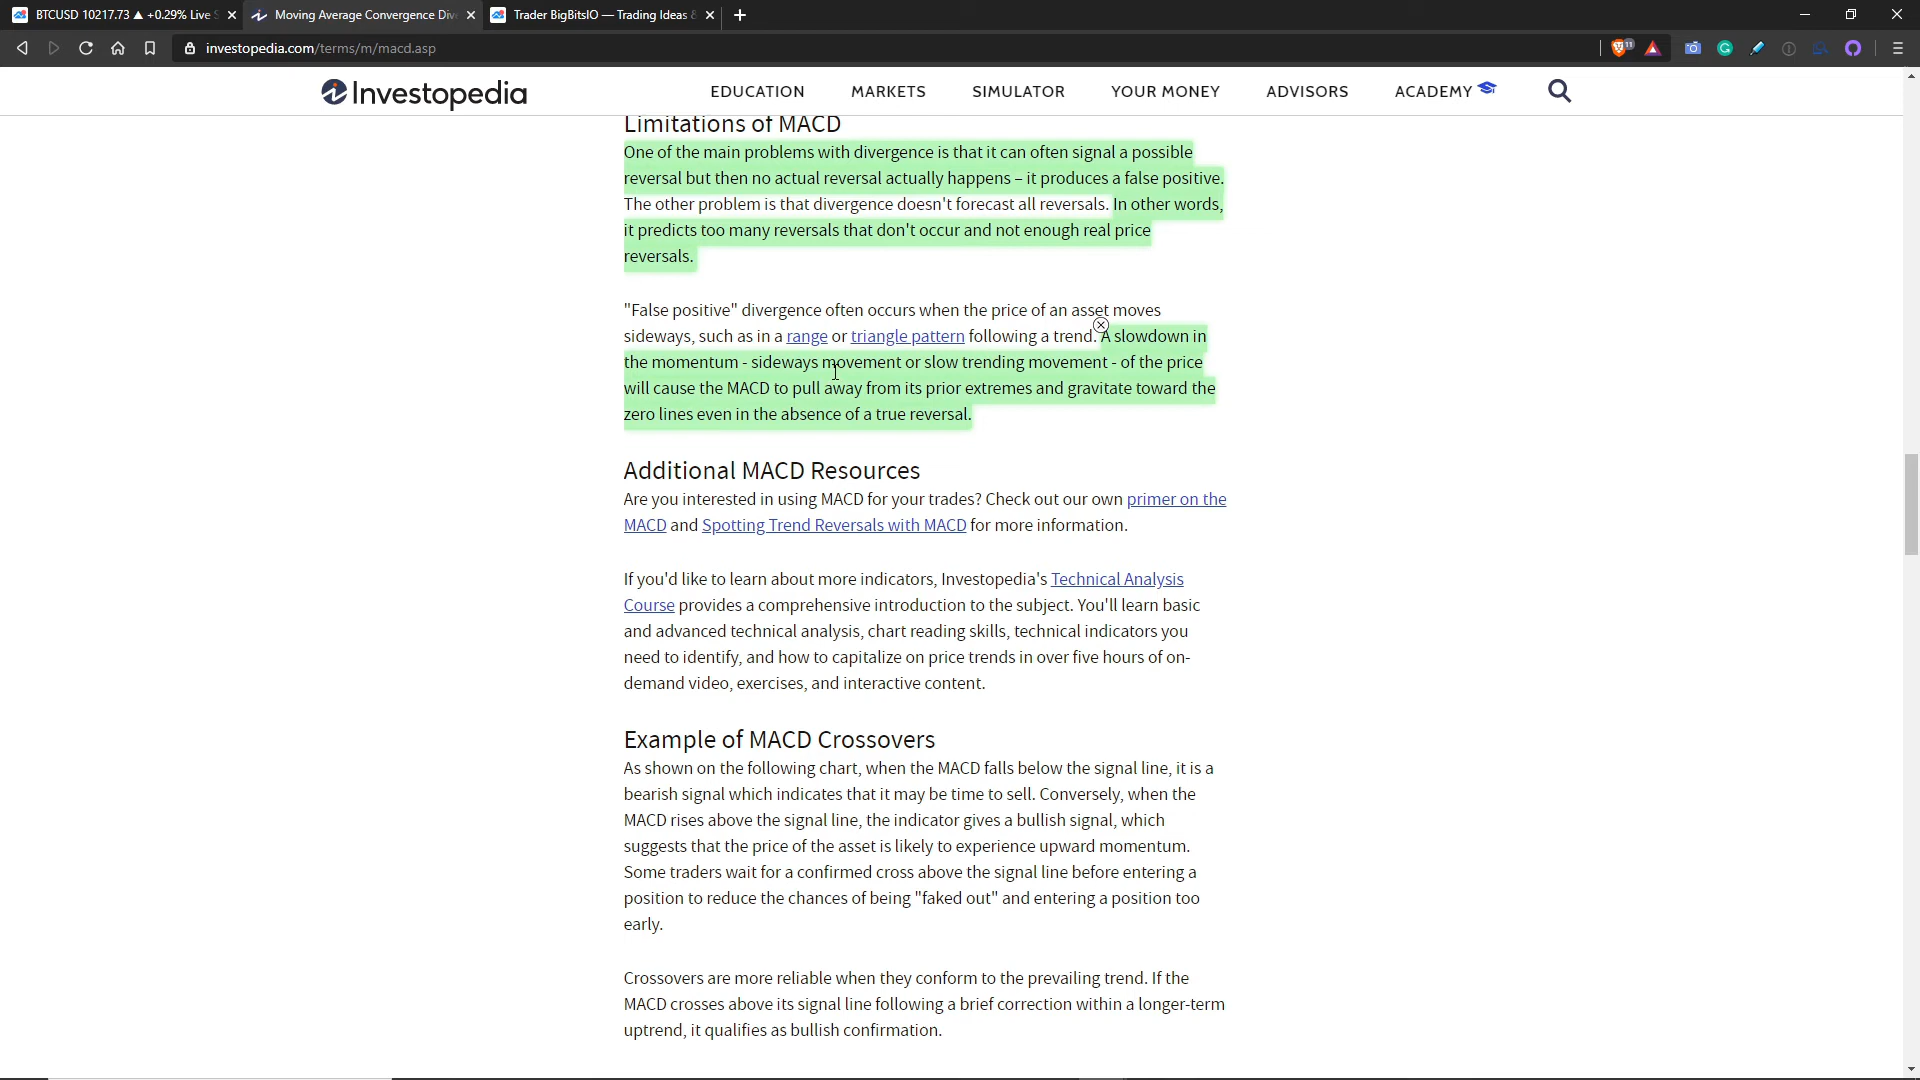 BTCUSD 10217.73 ▲ +0.29% Live S
Moving Average Convergence Dive
Trader BigBitsIO — Trading Ideas &
investopedia.com/terms/m/macd.asp
11
Investopedia
EDUCATION
MARKETS
SIMULATOR
YOUR MONEY
ADVISORS
ACADEMY
Limitations of MACD
One of the main problems with divergence is that it can often signal a possible
reversal but then no actual reversal actually happens – it produces a false positive.
The other problem is that divergence doesn't forecast all reversals. In other words,
it predicts too many reversals that don't occur and not enough real price
reversals.
"False positive" divergence often occurs when the price of an asset moves
sideways, such as in a range or triangle pattern following a trend. A slowdown in
the momentum - sideways movement or slow trending movement - of the price
will cause the MACD to pull away from its prior extremes and gravitate toward the
zero lines even in the absence of a true reversal.
Additional MACD Resources
Are you interested in using MACD for your trades? Check out our own primer on the
MACD and Spotting Trend Reversals with MACD for more information.
If you'd like to learn about more indicators, Investopedia's Technical Analysis
Course provides a comprehensive introduction to the subject. You'll learn basic
and advanced technical analysis, chart reading skills, technical indicators you
need to identify, and how to capitalize on price trends in over five hours of on-
demand video, exercises, and interactive content.
Example of MACD Crossovers
As shown on the following chart, when the MACD falls below the signal line, it is a
bearish signal which indicates that it may be time to sell. Conversely, when the
MACD rises above the signal line, the indicator gives a bullish signal, which
suggests that the price of the asset is likely to experience upward momentum.
Some traders wait for a confirmed cross above the signal line before entering a
position to reduce the chances of being "faked out" and entering a position too
early.
Crossovers are more reliable when they conform to the prevailing trend. If the
MACD crosses above its signal line following a brief correction within a longer-term
uptrend, it qualifies as bullish confirmation.